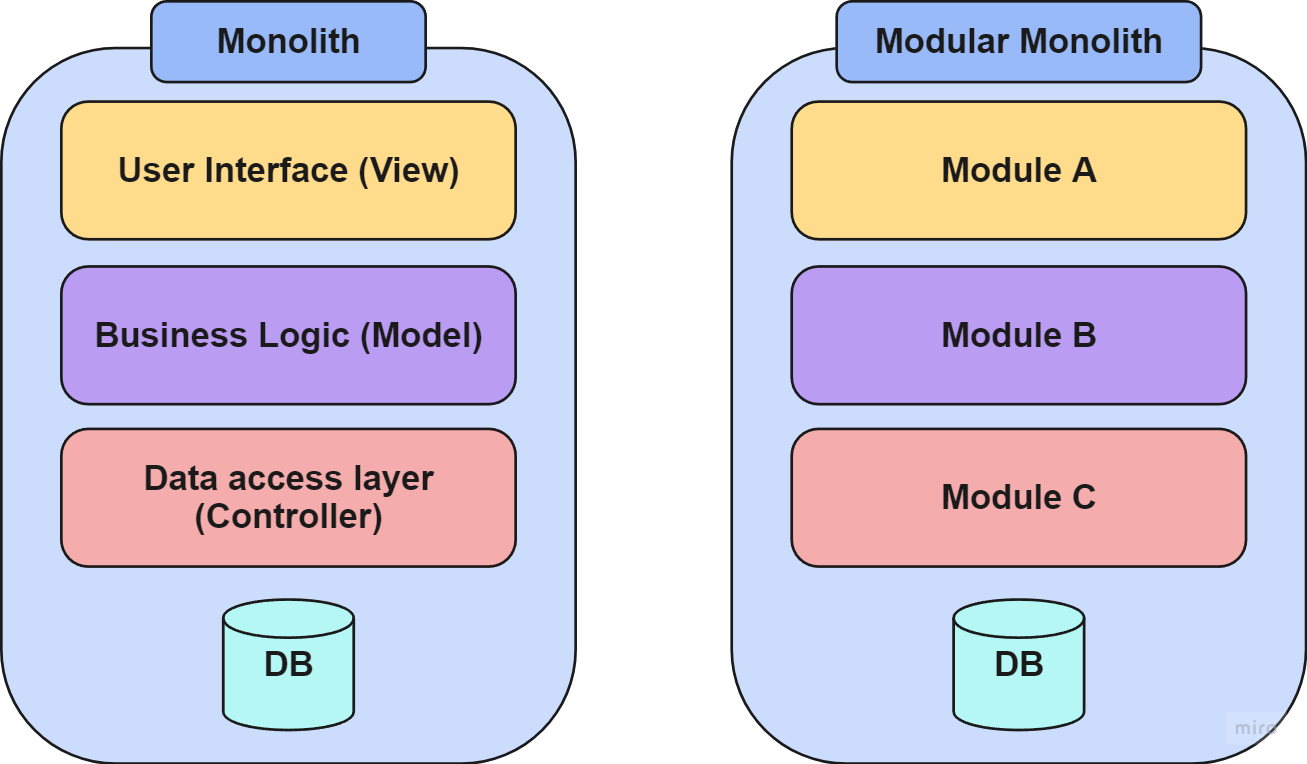 Monolith
User Interface (View)
Business Logic (Model)
Data access layer
(Controller)
DB
Modular Monolith
Module A
Module B
Module C
DB
miro